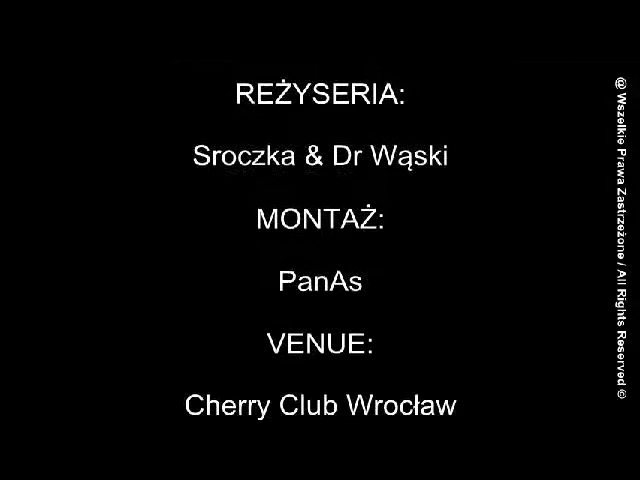 REŻYSERIA:
Sroczka & Dr Wąski
MONTAŻ:
PanAs
VENUE:
Cherry Club Wrocław
@ Wszelkie Prawa Zastrzeżone / All Rights Reserved ©